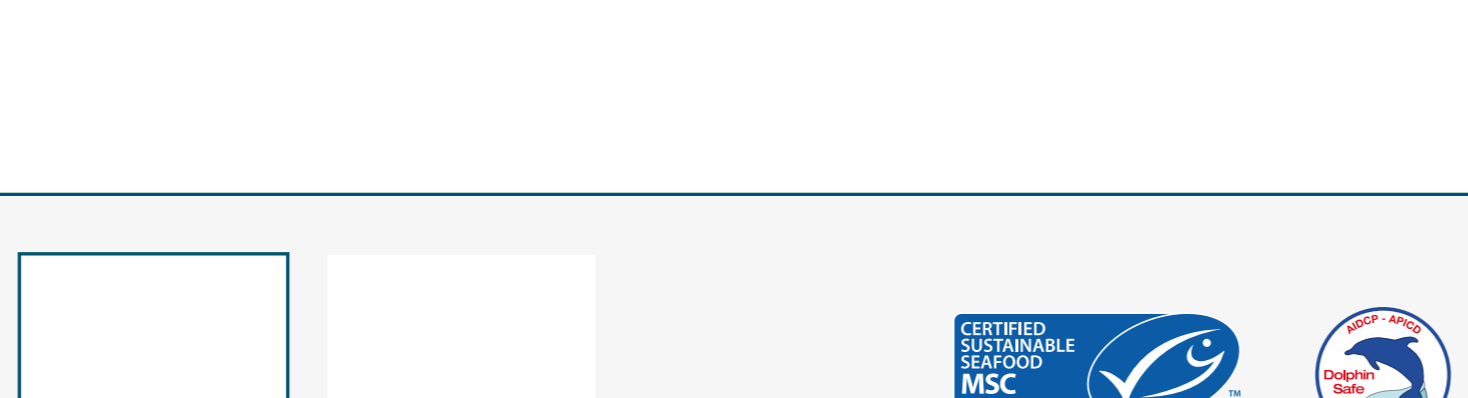 CERTIFIED
SUSTAINABLE
SEAFOOD
MSC
TM
AIDCP - APICD
Dolphin
Safe